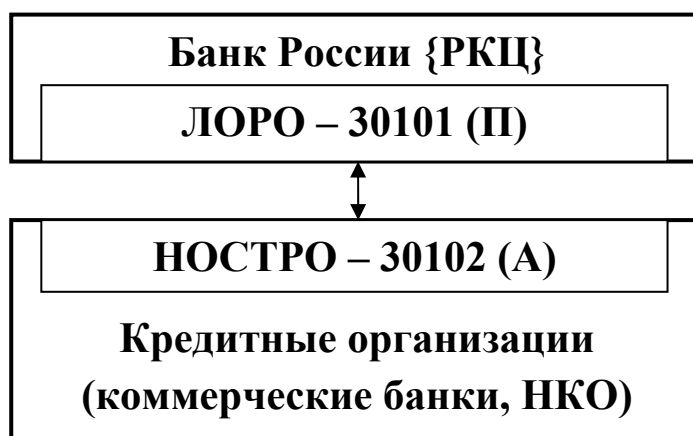 Банк России {РКЦ}
ЛОРО – 30101 (П)
НОСТРО – 30102 (А)
Кредитные организации
(коммерческие банки, НКО)